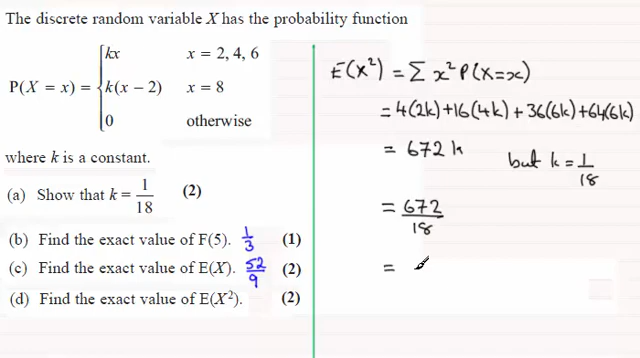 The discrete random variable X has the probability function
P(X = x) = { kx x = 2, 4, 6
k(x − 2) x = 8
0 otherwise
where k is a constant.
(a) Show that k = 1/18 (2)
(b) Find the exact value of F(5). 1/3 (1)
(c) Find the exact value of E(X). 52/9 (2)
(d) Find the exact value of E(X²). (2)
E(X²) = Σ x² P(X=x)
= 4(2k)+16(4k)+36(6k)+64(6k)
= 672k but k = 1/18
= 672/18
=